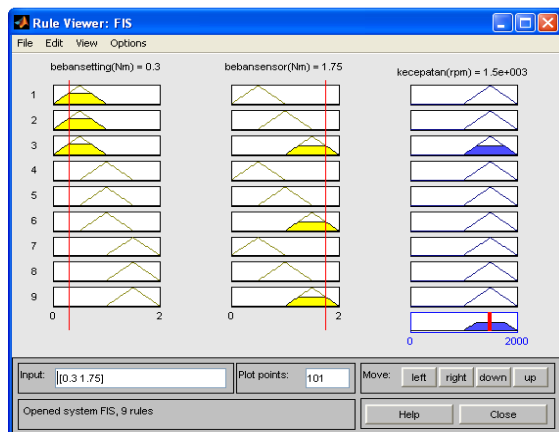 Rule Viewer: FIS
File Edit View Options
bebansetting(Nm) = 0.3
bebansensor(Nm) = 1.75
kecepatan(rpm) = 1.5e+003
1
2
3
4
5
6
7
8
9
0 2
0 2
0 2000
Input: [0.3 1.75]
Plot points: 101
Move: left right down up
Opened system FIS, 9 rules
Help Close